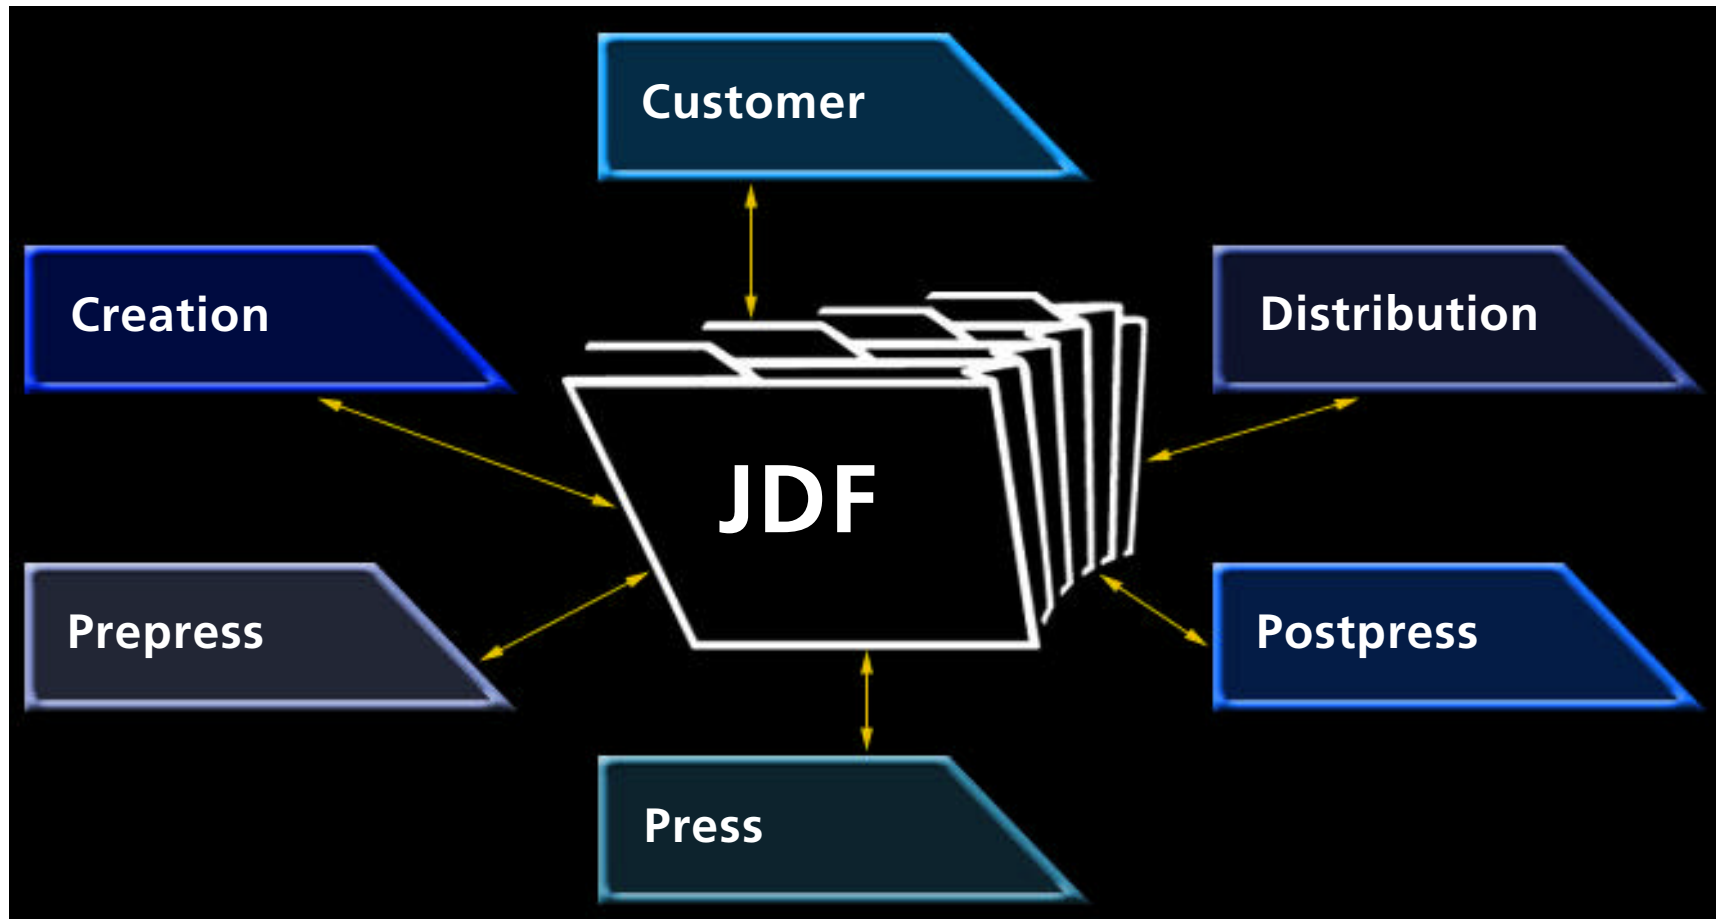 Customer
Creation
Distribution
JDF
Prepress
Postpress
Press